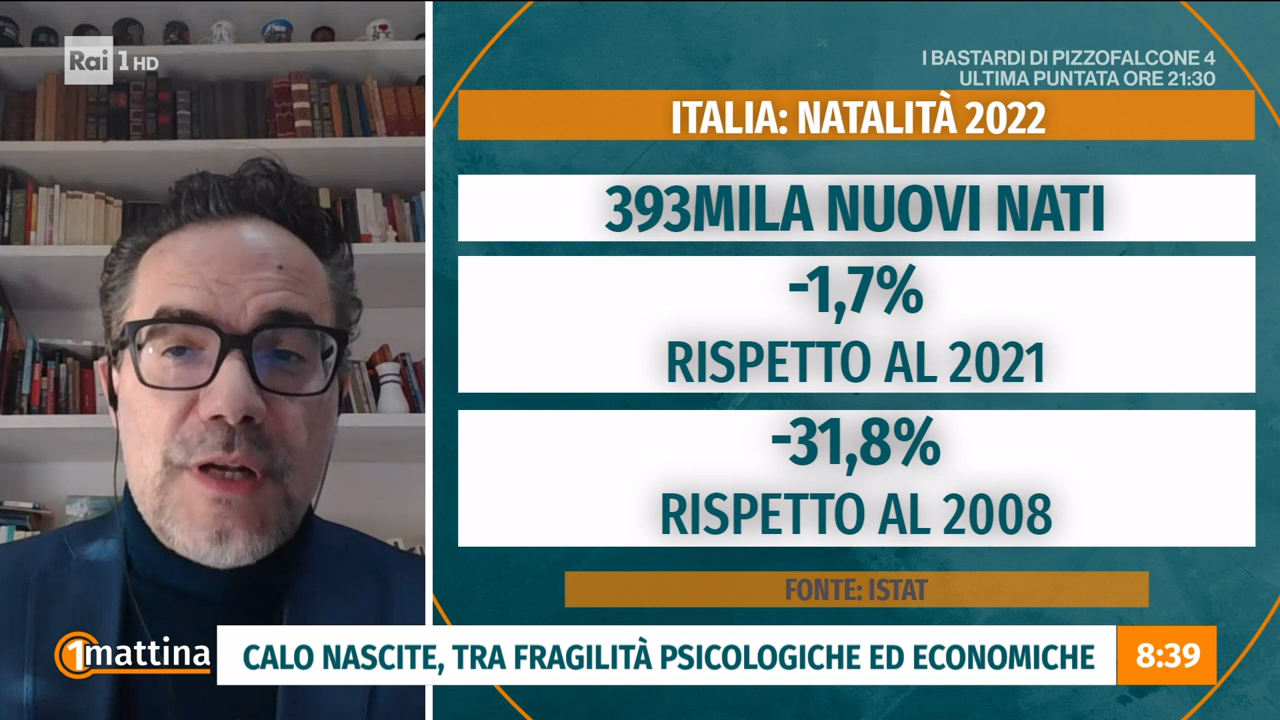 Rai 1 HD
I BASTARDI DI PIZZOFALCONE 4
ULTIMA PUNTATA ORE 21:30
ITALIA: NATALITÀ 2022
393MILA NUOVI NATI
-1,7%
RISPETTO AL 2021
-31,8%
RISPETTO AL 2008
FONTE: ISTAT
1mattina
CALO NASCITE, TRA FRAGILITÀ PSICOLOGICHE ED ECONOMICHE
8:39